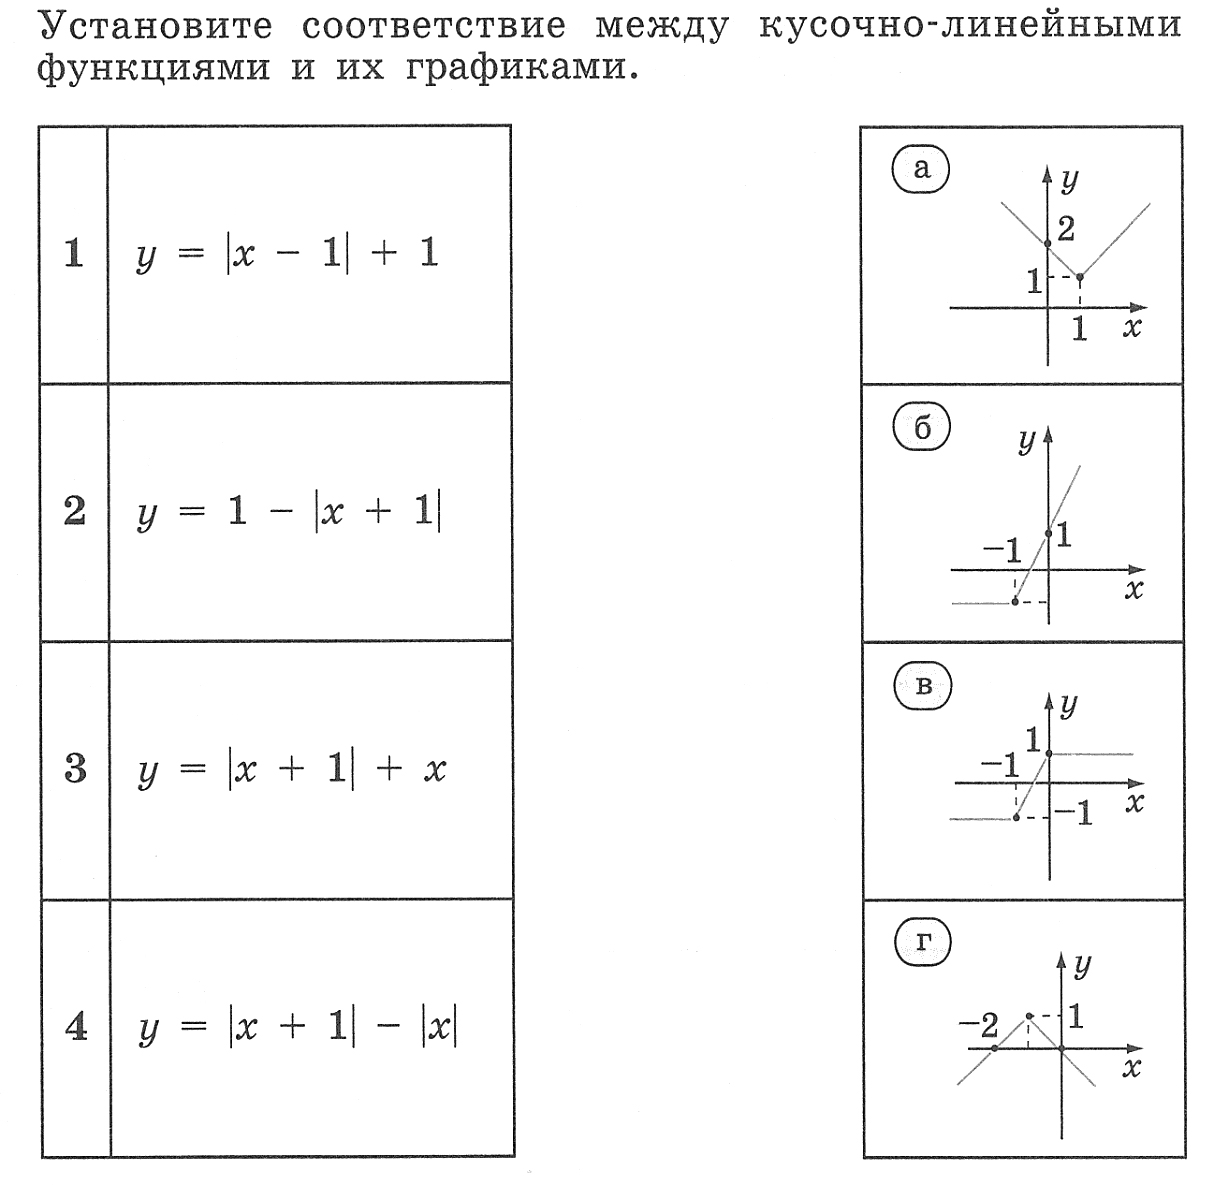 Установите соответствие между кусочно-линейными
функциями и их графиками.
1 y = |x − 1| + 1
2 y = 1 − |x + 1|
3 y = |x + 1| + x
4 y = |x + 1| − |x|
а
y
2
1
1 x
б
y
−1 1
x
в
y
1
−1
x
−1
г
y
−2 1
x